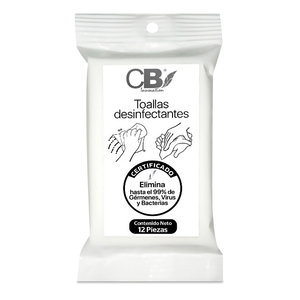 CB
Toallas
desinfectantes
CERTIFICADO
Elimina
hasta el 99% de
Gérmenes, Virus
y Bacterias
Contenido Neto
12 Piezas